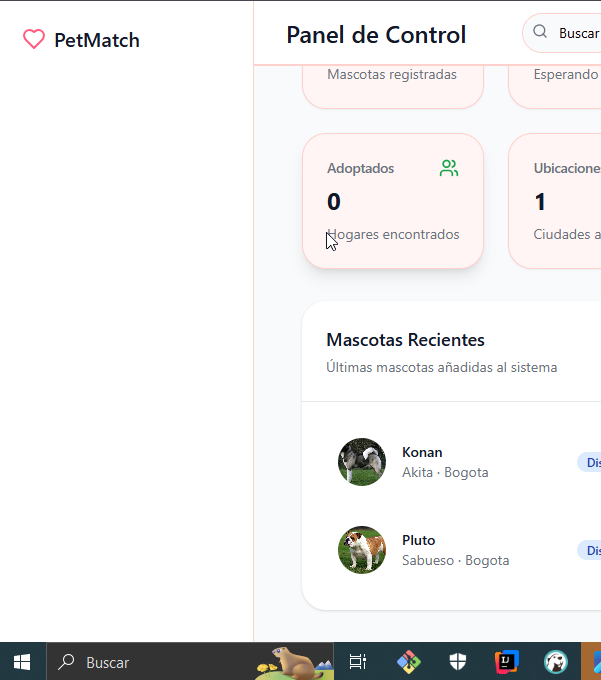 PetMatch
Panel de Control
Buscar
Mascotas registradas
Esperando
Adoptados
0
Hogares encontrados
Ubicacione
1
Ciudades a
Mascotas Recientes
Últimas mascotas añadidas al sistema
Konan
Akita · Bogota
Dis
Pluto
Sabueso · Bogota
Dis
Buscar
IJ